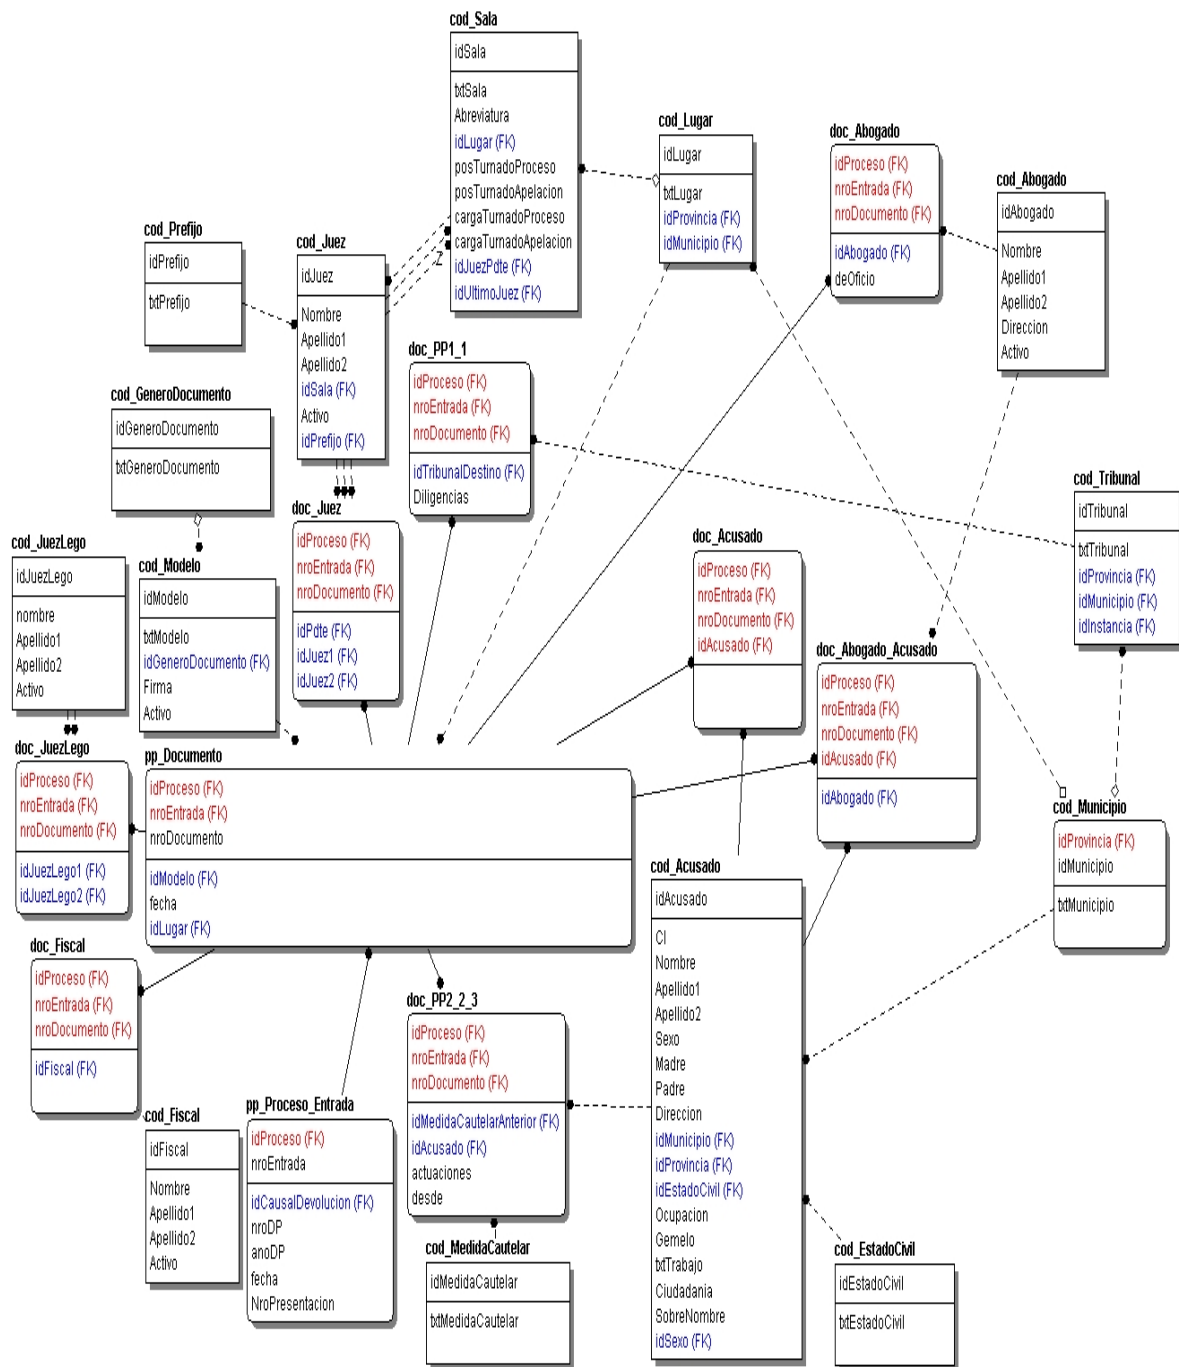 cod_Sala
idSala
txtSala
Abreviatura
idLugar (FK)
posTurnadoProceso
posTurnadoApelacion
cargaTurnadoProceso
cargaTurnadoApelacion
idJuezPdte (FK)
idUltimoJuez (FK)
Z
cod_Lugar
idLugar
txtLugar
idProvincia (FK)
idMunicipio (FK)
doc_Abogado
idProceso (FK)
nroEntrada (FK)
nroDocumento (FK)
idAbogado (FK)
deOficio
cod_Abogado
idAbogado
Nombre
Apellido1
Apellido2
Direccion
Activo
cod_Prefijo
idPrefijo
txtPrefijo
cod_Juez
idJuez
Nombre
Apellido1
Apellido2
idSala (FK)
Activo
idPrefijo (FK)
doc_PP1_1
idProceso (FK)
nroEntrada (FK)
nroDocumento (FK)
idTribunalDestino (FK)
Diligencias
cod_GeneroDocumento
idGeneroDocumento
txtGeneroDocumento
cod_Tribunal
idTribunal
txtTribunal
idProvincia (FK)
idMunicipio (FK)
idInstancia (FK)
doc_Juez
idProceso (FK)
nroEntrada (FK)
nroDocumento (FK)
idPdte (FK)
idJuez1 (FK)
idJuez2 (FK)
cod_JuezLego
idJuezLego
nombre
Apellido1
Apellido2
Activo
cod_Modelo
idModelo
txtModelo
idGeneroDocumento (FK)
Firma
Activo
doc_Acusado
idProceso (FK)
nroEntrada (FK)
nroDocumento (FK)
idAcusado (FK)
doc_Abogado_Acusado
idProceso (FK)
nroEntrada (FK)
nroDocumento (FK)
idAcusado (FK)
idAbogado (FK)
doc_JuezLego
idProceso (FK)
nroEntrada (FK)
nroDocumento (FK)
idJuezLego1 (FK)
idJuezLego2 (FK)
pp_Documento
idProceso (FK)
nroEntrada (FK)
nroDocumento
idModelo (FK)
fecha
idLugar (FK)
cod_Municipio
idProvincia (FK)
idMunicipio
txtMunicipio
cod_Acusado
idAcusado
CI
Nombre
Apellido1
Apellido2
Sexo
Madre
Padre
Direccion
idMunicipio (FK)
idProvincia (FK)
idEstadoCivil (FK)
Ocupacion
Gemelo
txtTrabajo
Ciudadania
SobreNombre
idSexo (FK)
doc_Fiscal
idProceso (FK)
nroEntrada (FK)
nroDocumento (FK)
idFiscal (FK)
cod_Fiscal
idFiscal
Nombre
Apellido1
Apellido2
Activo
pp_Proceso_Entrada
idProceso (FK)
nroEntrada
idCausalDevolucion (FK)
nroDP
anoDP
fecha
NroPresentacion
doc_PP2_2_3
idProceso (FK)
nroEntrada (FK)
nroDocumento (FK)
idMedidaCautelarAnterior (FK)
idAcusado (FK)
actuaciones
desde
cod_MedidaCautelar
idMedidaCautelar
txtMedidaCautelar
cod_EstadoCivil
idEstadoCivil
txtEstadoCivil